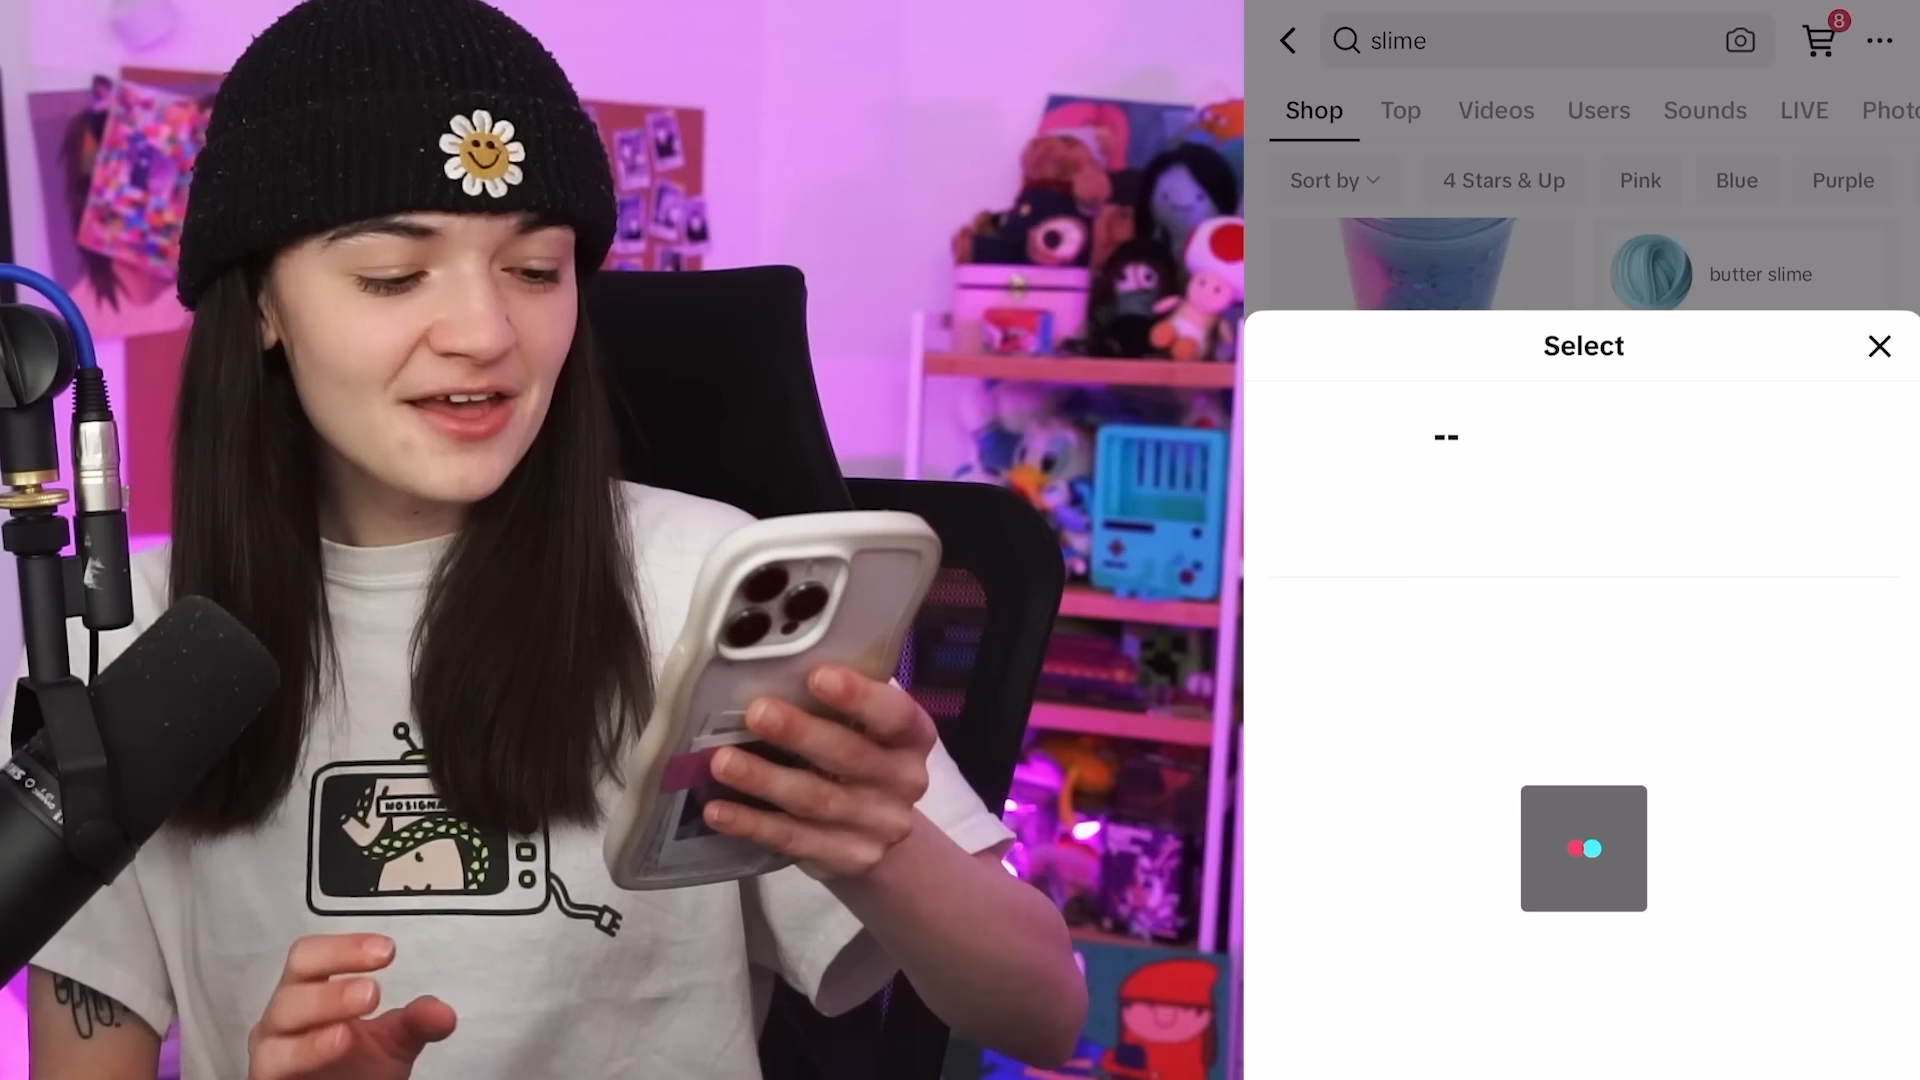 slime
8
Shop Top Videos Users Sounds LIVE
Sort by 4 Stars & Up Pink Blue Purple
butter slime
Select
--